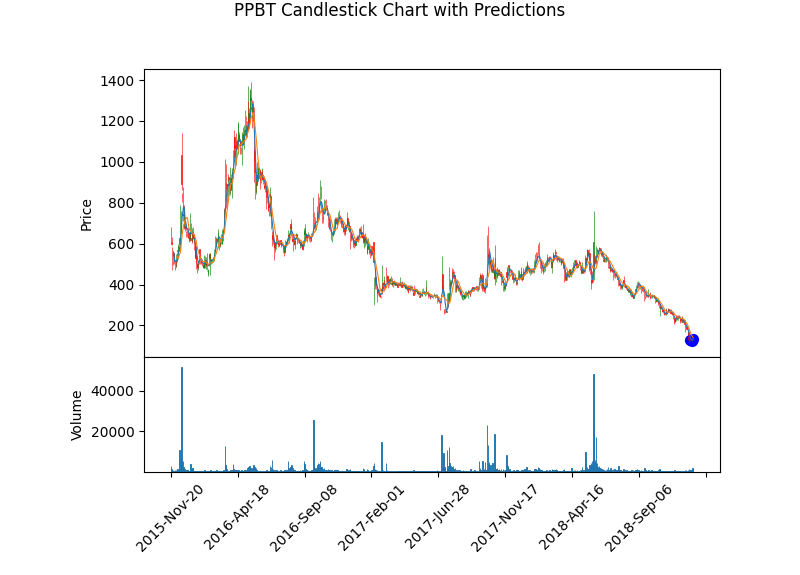 PPBT Candlestick Chart with Predictions
1400
1200
1000
800
600
400
200
Price
40000
20000
Volume
2015-Nov-20
2016-Apr-18
2016-Sep-08
2017-Feb-01
2017-Jun-28
2017-Nov-17
2018-Apr-16
2018-Sep-06